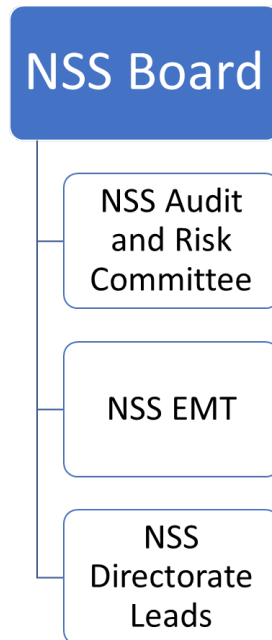 NSS Board
NSS Audit
and Risk
Committee
NSS EMT
NSS
Directorate
Leads